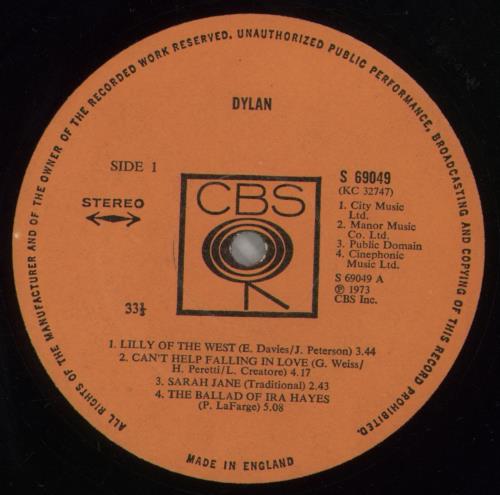 ALL RIGHTS OF THE MANUFACTURER AND OF THE OWNER OF THE RECORDED WORK RESERVED. UNAUTHORIZED PUBLIC PERFORMANCE, BROADCASTING AND COPYING OF THIS RECORD PROHIBITED.
DYLAN
SIDE 1
STEREO
33⅓
CBS
S 69049
(KC 32747)
1. City Music
Ltd.
2. Manor Music
Co. Ltd.
3. Public Domain
4. Cinephonic
Music Ltd.
S 69049 A
Ⓟ 1973
CBS Inc.
1. LILLY OF THE WEST (E. Davies/J. Peterson) 3.44
2. CAN'T HELP FALLING IN LOVE (G. Weiss/
H. Peretti/L. Creatore) 4.17
3. SARAH JANE (Traditional) 2.43
4. THE BALLAD OF IRA HAYES
(P. LaFarge) 5.08
MADE IN ENGLAND